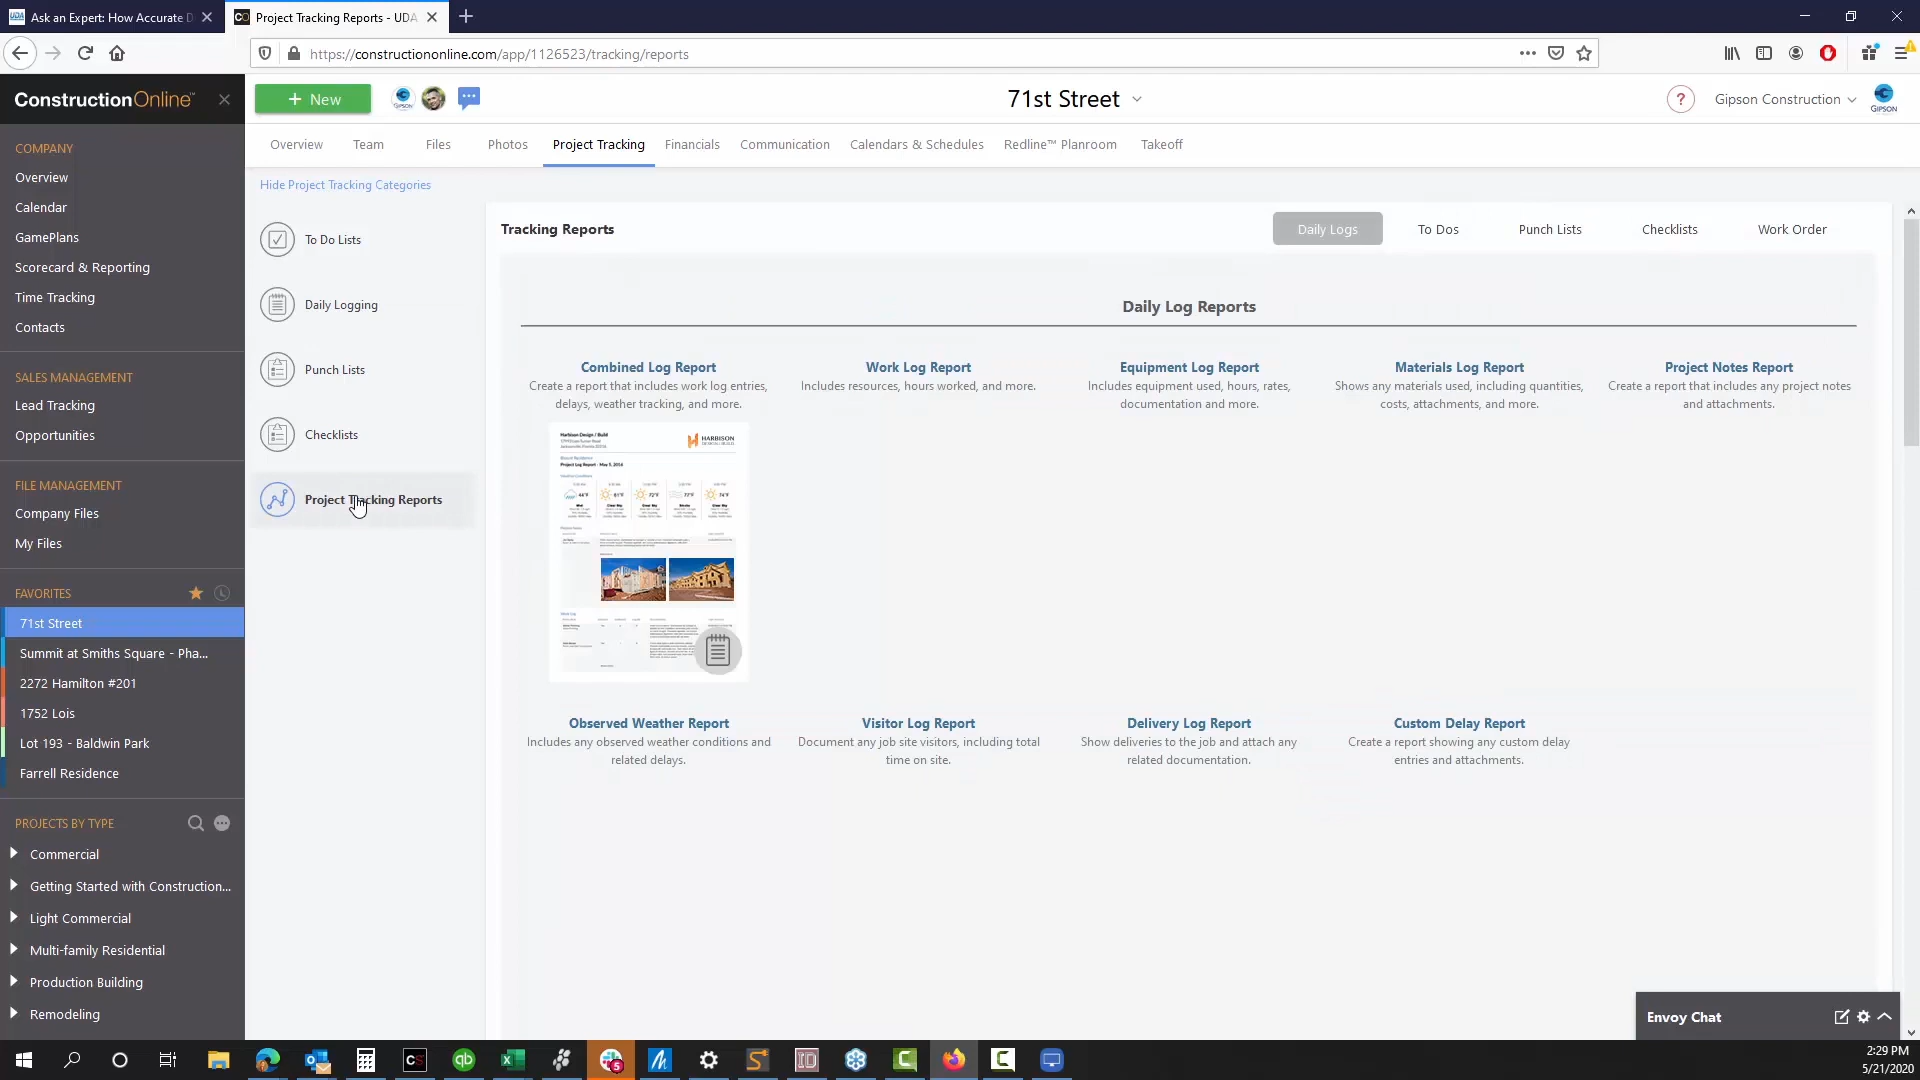 Ask an Expert: How Accurate D
Project Tracking Reports - UDA
https://constructiononline.com/app/1126523/tracking/reports
ConstructionOnline™
New
71st Street
Gipson Construction
GIPSON
Overview
Team
Files
Photos
Project Tracking
Financials
Communication
Calendars & Schedules
Redline™ Planroom
Takeoff
COMPANY
Overview
Calendar
GamePlans
Scorecard & Reporting
Time Tracking
Contacts
SALES MANAGEMENT
Lead Tracking
Opportunities
FILE MANAGEMENT
Company Files
My Files
FAVORITES
71st Street
Summit at Smiths Square - Pha...
2272 Hamilton #201
1752 Lois
Lot 193 - Baldwin Park
Farrell Residence
PROJECTS BY TYPE
Commercial
Getting Started with Construction...
Light Commercial
Multi-family Residential
Production Building
Remodeling
Hide Project Tracking Categories
To Do Lists
Daily Logging
Punch Lists
Checklists
Project Tracking Reports
Tracking Reports
Daily Logs
To Dos
Punch Lists
Checklists
Work Order
Daily Log Reports
Combined Log Report
Create a report that includes work log entries,
delays, weather tracking, and more.
Work Log Report
Includes resources, hours worked, and more.
Equipment Log Report
Includes equipment used, hours, rates,
documentation and more.
Materials Log Report
Shows any materials used, including quantities,
costs, attachments, and more.
Project Notes Report
Create a report that includes any project notes
and attachments.
Harbison Design / Build
HARBISON
Project Log Report - May 5, 2016
Observed Weather Report
Includes any observed weather conditions and
related delays.
Visitor Log Report
Document any job site visitors, including total
time on site.
Delivery Log Report
Show deliveries to the job and attach any
related documentation.
Custom Delay Report
Create a report showing any custom delay
entries and attachments.
Envoy Chat
2:29 PM
5/21/2020